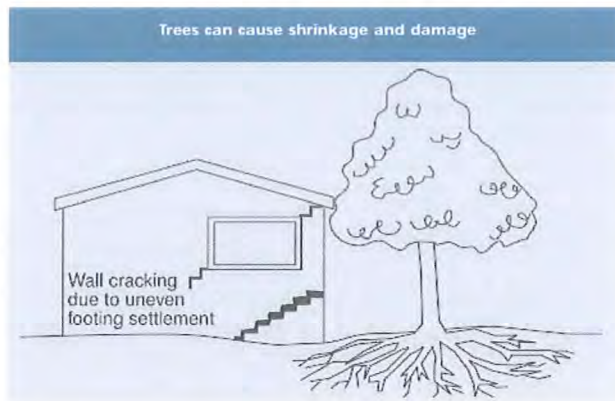 Trees can cause shrinkage and damage
Wall cracking
due to uneven
footing settlement